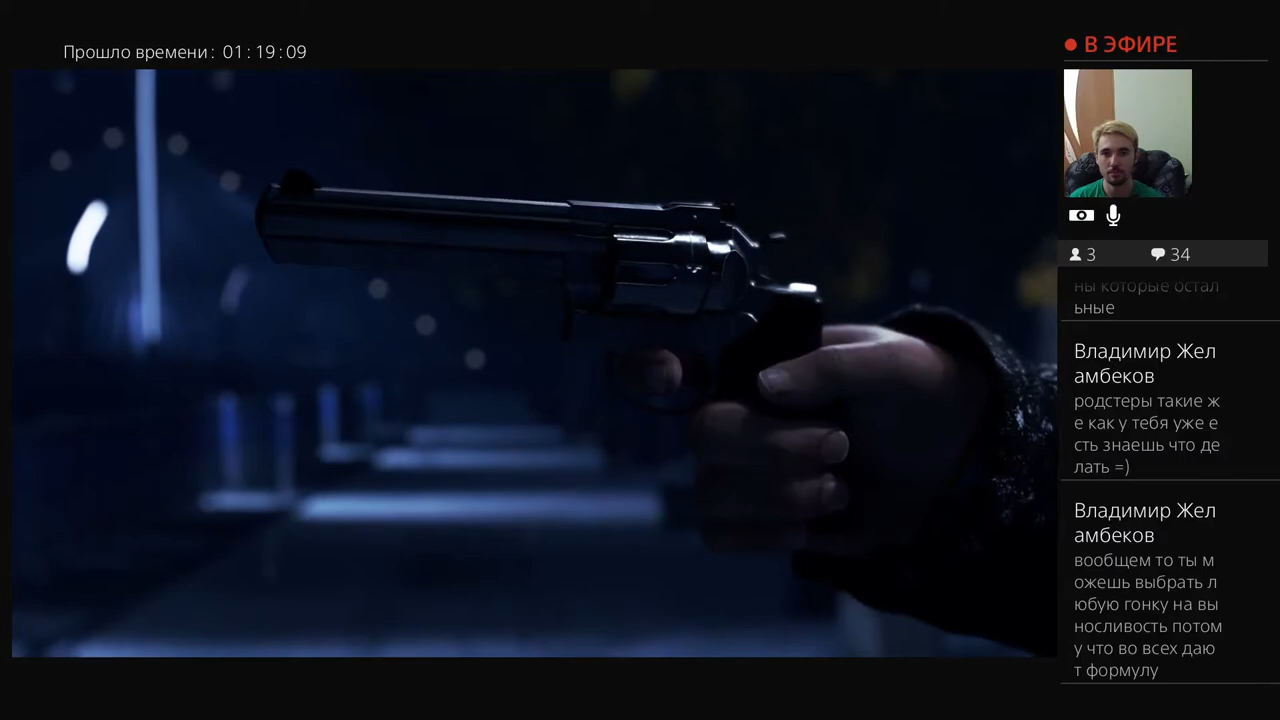 Прошло времени: 01:19:09
В ЭФИРЕ
3
34
ны которые остал
ьные
Владимир Жел
амбеков
родстеры такие ж
е как у тебя уже е
сть знаешь что де
лать =)
Владимир Жел
амбеков
вообщем то ты м
ожешь выбрать л
юбую гонку на вы
носливость потом
у что во всех даю
т формулу